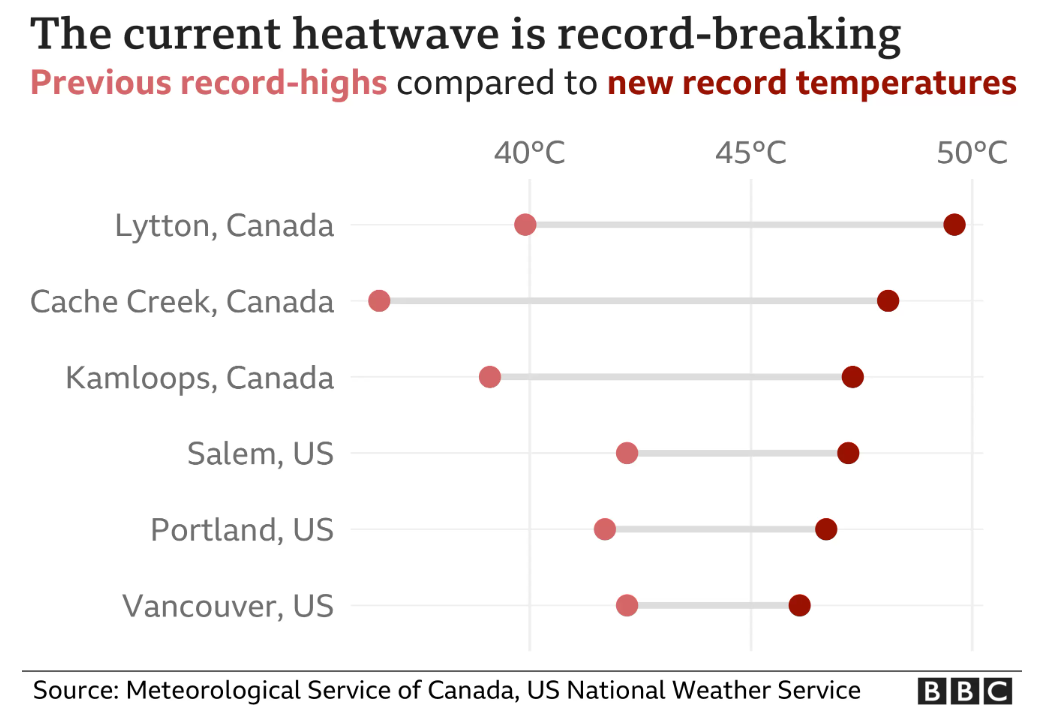 The current heatwave is record-breaking
Previous record-highs compared to new record temperatures
40°C 45°C 50°C
Lytton, Canada
Cache Creek, Canada
Kamloops, Canada
Salem, US
Portland, US
Vancouver, US
Source: Meteorological Service of Canada, US National Weather Service BBC